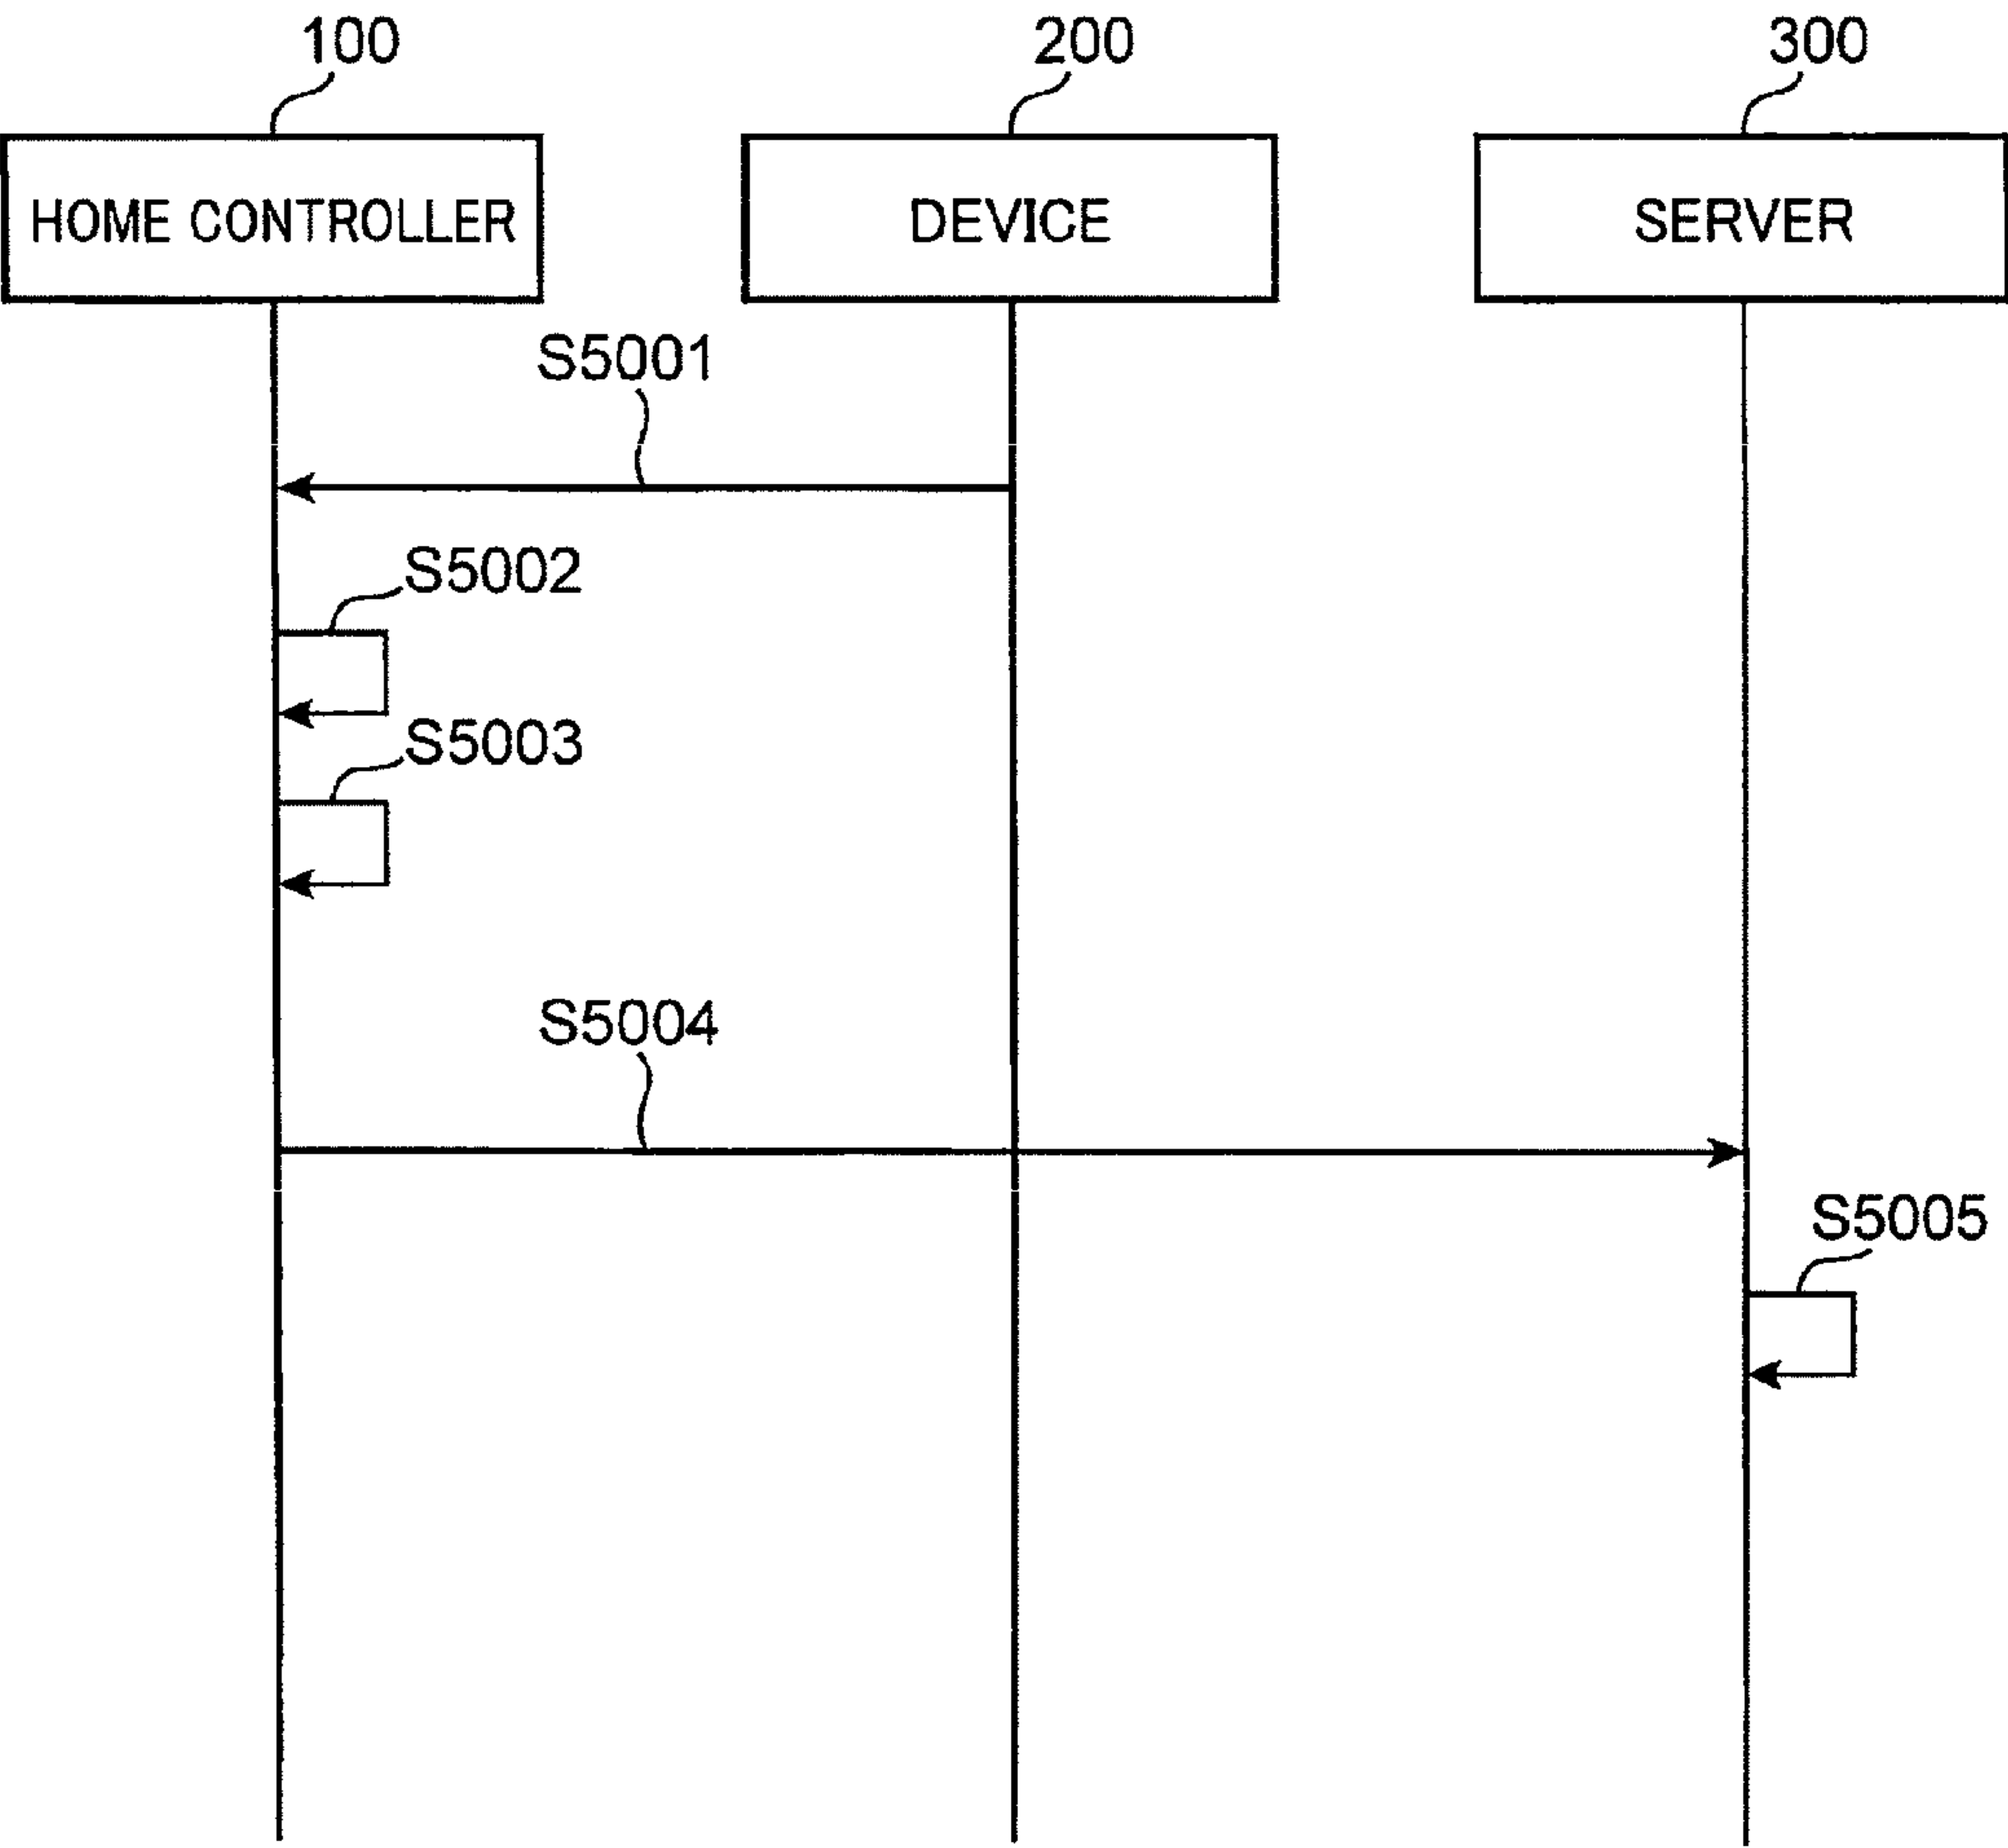 100
200
300
HOME CONTROLLER
DEVICE
SERVER
S5001
S5002
S5003
S5004
S5005